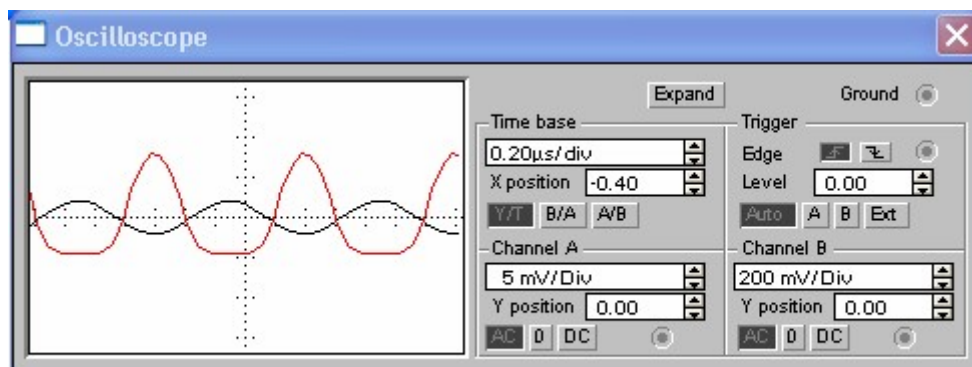 Oscilloscope
Expand Ground
Time base
0.20µs/div
X position -0.40
Y/T B/A A/B
Trigger
Edge
Level 0.00
Auto A B Ext
Channel A
5 mV/Div
Y position 0.00
AC 0 DC
Channel B
200 mV/Div
Y position 0.00
AC 0 DC